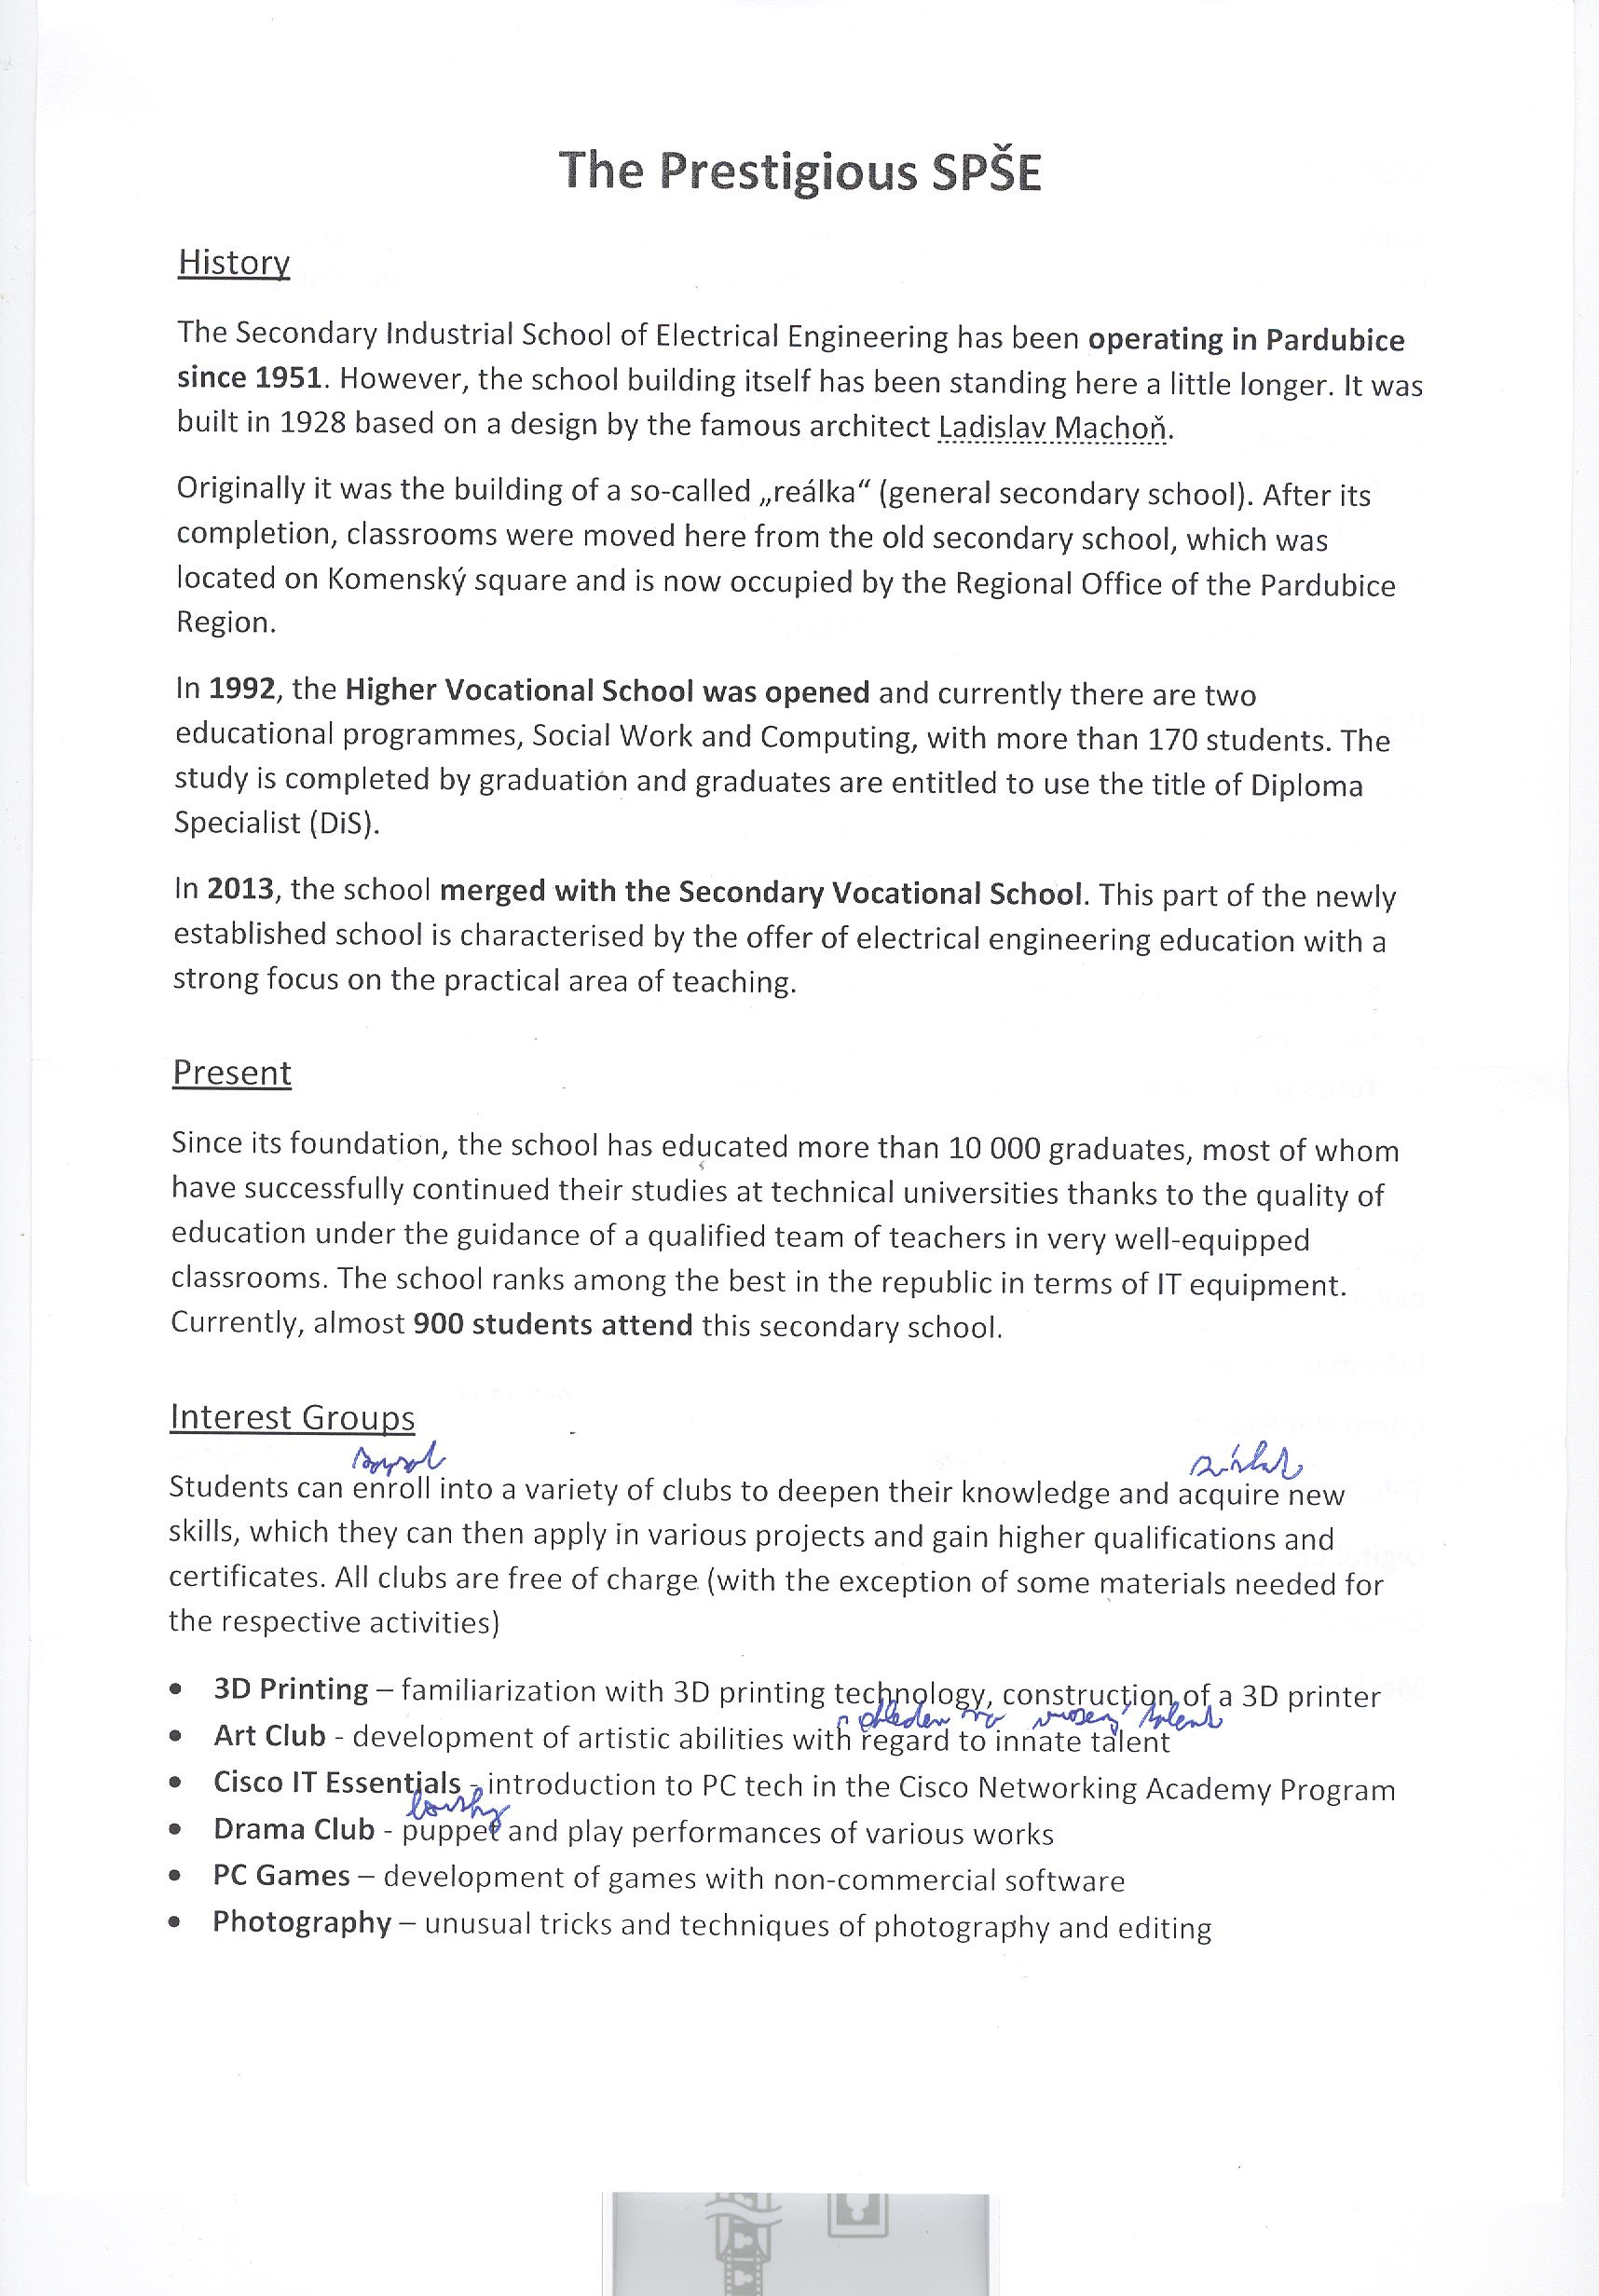 The Prestigious SPŠE
History
The Secondary Industrial School of Electrical Engineering has been operating in Pardubice
since 1951. However, the school building itself has been standing here a little longer. It was
built in 1928 based on a design by the famous architect Ladislav Machoň.
Originally it was the building of a so-called „reálka“ (general secondary school). After its
completion, classrooms were moved here from the old secondary school, which was
located on Komenský square and is now occupied by the Regional Office of the Pardubice
Region.
In 1992, the Higher Vocational School was opened and currently there are two
educational programmes, Social Work and Computing, with more than 170 students. The
study is completed by graduation and graduates are entitled to use the title of Diploma
Specialist (DiS).
In 2013, the school merged with the Secondary Vocational School. This part of the newly
established school is characterised by the offer of electrical engineering education with a
strong focus on the practical area of teaching.
Present
Since its foundation, the school has educated more than 10 000 graduates, most of whom
have successfully continued their studies at technical universities thanks to the quality of
education under the guidance of a qualified team of teachers in very well-equipped
classrooms. The school ranks among the best in the republic in terms of IT equipment.
Currently, almost 900 students attend this secondary school.
Interest Groups
získat
Students can enroll into a variety of clubs to deepen their knowledge and acquire new
skills, which they can then apply in various projects and gain higher qualifications and
certificates. All clubs are free of charge (with the exception of some materials needed for
the respective activities)
• 3D Printing – familiarization with 3D printing technology, construction of a 3D printer
s ohledem na vrozený talent
• Art Club - development of artistic abilities with regard to innate talent
• Cisco IT Essentials - introduction to PC tech in the Cisco Networking Academy Program
loutky
• Drama Club - puppet and play performances of various works
• PC Games – development of games with non-commercial software
• Photography – unusual tricks and techniques of photography and editing